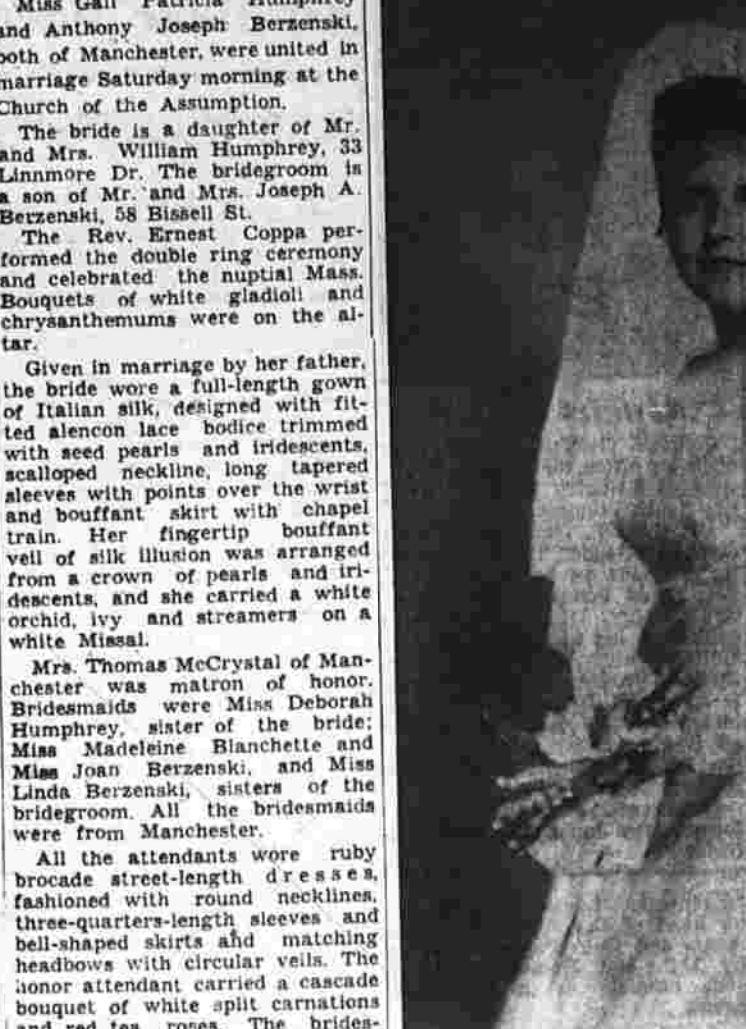 Miss Gail Patricia Humphrey
and Anthony Joseph Berzenski,
both of Manchester, were united in
marriage Saturday morning at the
Church of the Assumption.
The bride is a daughter of Mr.
and Mrs. William Humphrey, 33
Linnmore Dr. The bridegroom is
a son of Mr. and Mrs. Joseph A.
Berzenski, 58 Bissell St.
The Rev. Ernest Coppa per-
formed the double ring ceremony
and celebrated the nuptial Mass.
Bouquets of white gladioli and
chrysanthemums were on the al-
tar.
Given in marriage by her father,
the bride wore a full-length gown
of Italian silk, designed with fit-
ted alencon lace bodice trimmed
with seed pearls and iridescents,
scalloped neckline, long tapered
sleeves with points over the wrist
and bouffant skirt with chapel
train. Her fingertip bouffant
veil of silk illusion was arranged
from a crown of pearls and iri-
descents, and she carried a white
orchid, ivy and streamers on a
white Missal.
Mrs. Thomas McCrystal of Man-
chester was matron of honor.
Bridesmaids were Miss Deborah
Humphrey, sister of the bride;
Miss Madeleine Blanchette and
Miss Joan Berzenski, and Miss
Linda Berzenski, sisters of the
bridegroom. All the bridesmaids
were from Manchester.
All the attendants wore ruby
brocade street-length dresses,
fashioned with round necklines,
three-quarters-length sleeves and
bell-shaped skirts and matching
headbows with circular veils. The
honor attendant carried a cascade
bouquet of white split carnations
and red tea roses. The brides-